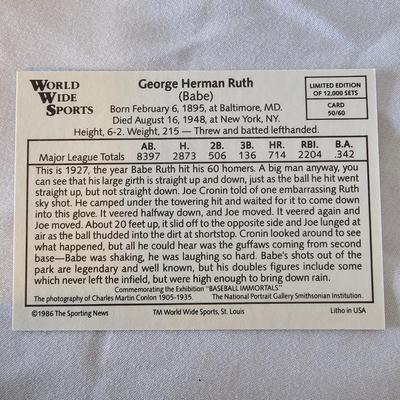 WORLD
WIDE
SPORTS
George Herman Ruth
(Babe)
Born February 6, 1895, at Baltimore, MD.
Died August 16, 1948, at New York, NY.
Height, 6-2. Weight, 215 — Threw and batted lefthanded.
LIMITED EDITION
OF 12,000 SETS
CARD
50/60
AB. H. 2B. 3B. HR. RBI. B.A.
Major League Totals 8397 2873 506 136 714 2204 .342
This is 1927, the year Babe Ruth hit his 60 homers. A big man anyway, you
can see that his large girth is straight up and down, just as the ball he hit went
straight up, but not straight down. Joe Cronin told of one embarrassing Ruth
sky shot. He camped under the towering hit and waited for it to come down
into this glove. It veered halfway down, and Joe moved. It veered again and
Joe moved. About 20 feet up, it slid off to the opposite side and Joe lunged at
air as the ball thudded into the dirt at shortstop. Cronin looked around to see
what happened, but all he could hear was the guffaws coming from second
base—Babe was shaking, he was laughing so hard. Babe's shots out of the
park are legendary and well known, but his doubles figures include some
which never left the infield, but were high enough to bring down rain.
Commemorating the Exhibition "BASEBALL IMMORTALS."
The photography of Charles Martin Conlon 1905-1935. The National Portrait Gallery Smithsonian Institution.
©1986 The Sporting News TM World Wide Sports, St. Louis Litho in USA